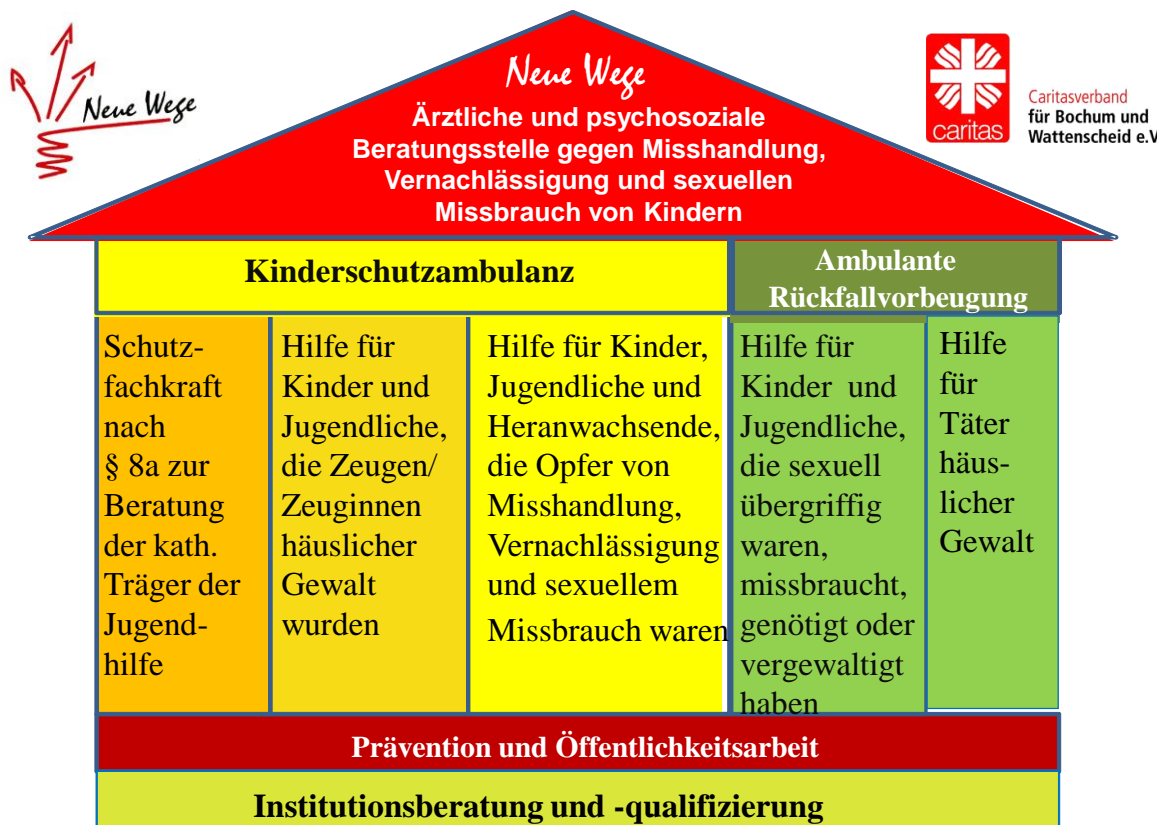 Neue Wege
Neue Wege
Ärztliche und psychosoziale
Beratungsstelle gegen Misshandlung,
Vernachlässigung und sexuellen
Missbrauch von Kindern
caritas
Caritasverband
für Bochum und
Wattenscheid e.V
Kinderschutzambulanz
Ambulante
Rückfallvorbeugung
Schutz-
fachkraft
nach
§ 8a zur
Beratung
der kath.
Träger der
Jugend-
hilfe
Hilfe für
Kinder und
Jugendliche,
die Zeugen/
Zeuginnen
häuslicher
Gewalt
wurden
Hilfe für Kinder,
Jugendliche und
Heranwachsende,
die Opfer von
Misshandlung,
Vernachlässigung
und sexuellem
Missbrauch waren
Hilfe für
Kinder und
Jugendliche,
die sexuell
übergriffig
waren,
missbraucht,
genötigt oder
vergewaltigt
haben
Hilfe
für
Täter
häus-
licher
Gewalt
Prävention und Öffentlichkeitsarbeit
Institutionsberatung und -qualifizierung